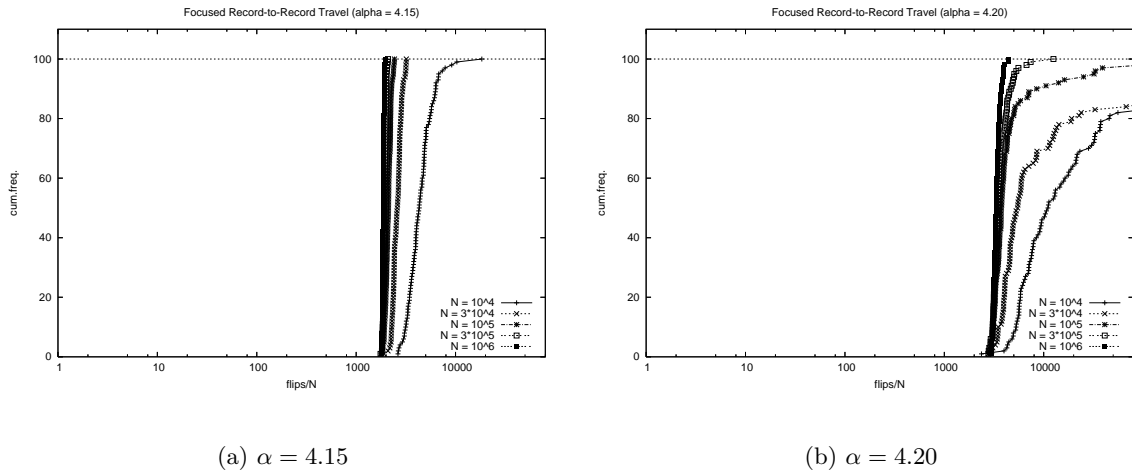 Focused Record-to-Record Travel (alpha = 4.15)
100
80
60
40
20
0
cum.freq.
N = 10^4
N = 3*10^4
N = 10^5
N = 3*10^5
N = 10^6
1
10
100
1000
10000
flips/N
(a) α = 4.15
Focused Record-to-Record Travel (alpha = 4.20)
100
80
60
40
20
0
cum.freq.
N = 10^4
N = 3*10^4
N = 10^5
N = 3*10^5
N = 10^6
1
10
100
1000
10000
flips/N
(b) α = 4.20